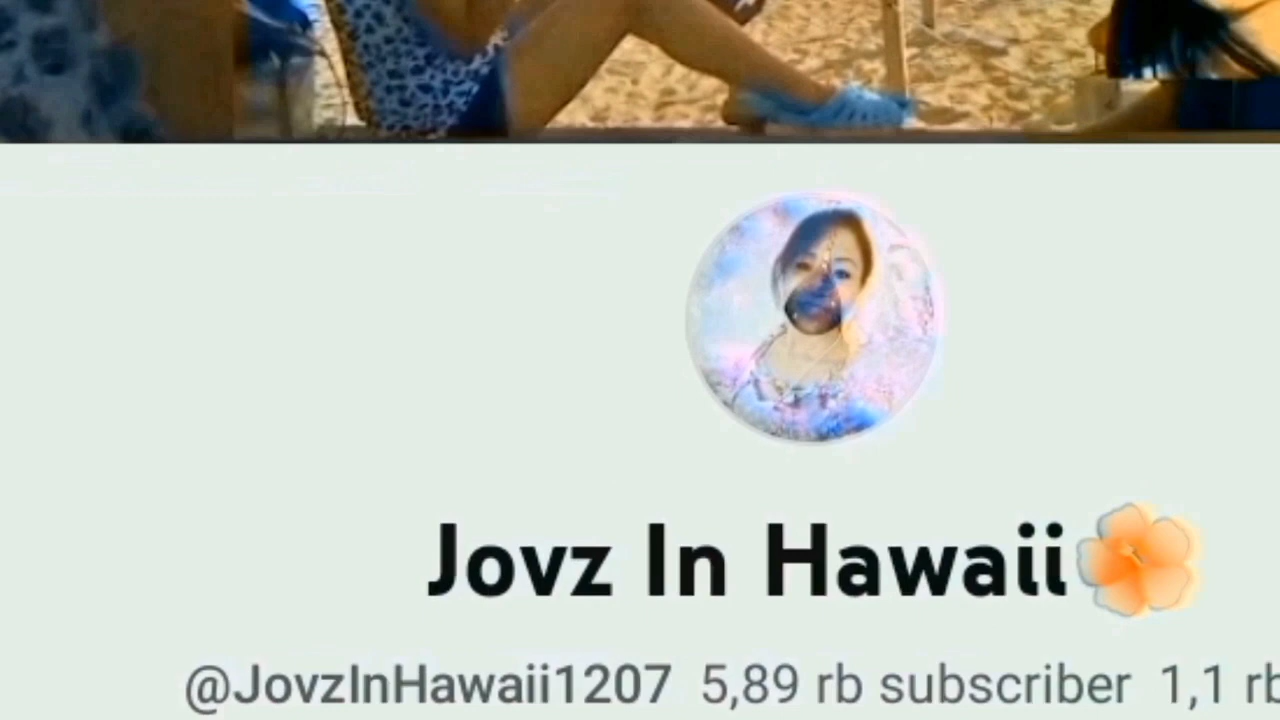 Jovz In Hawaii🌺
@JovzInHawaii1207 5,89 rb subscriber 1,1 rb